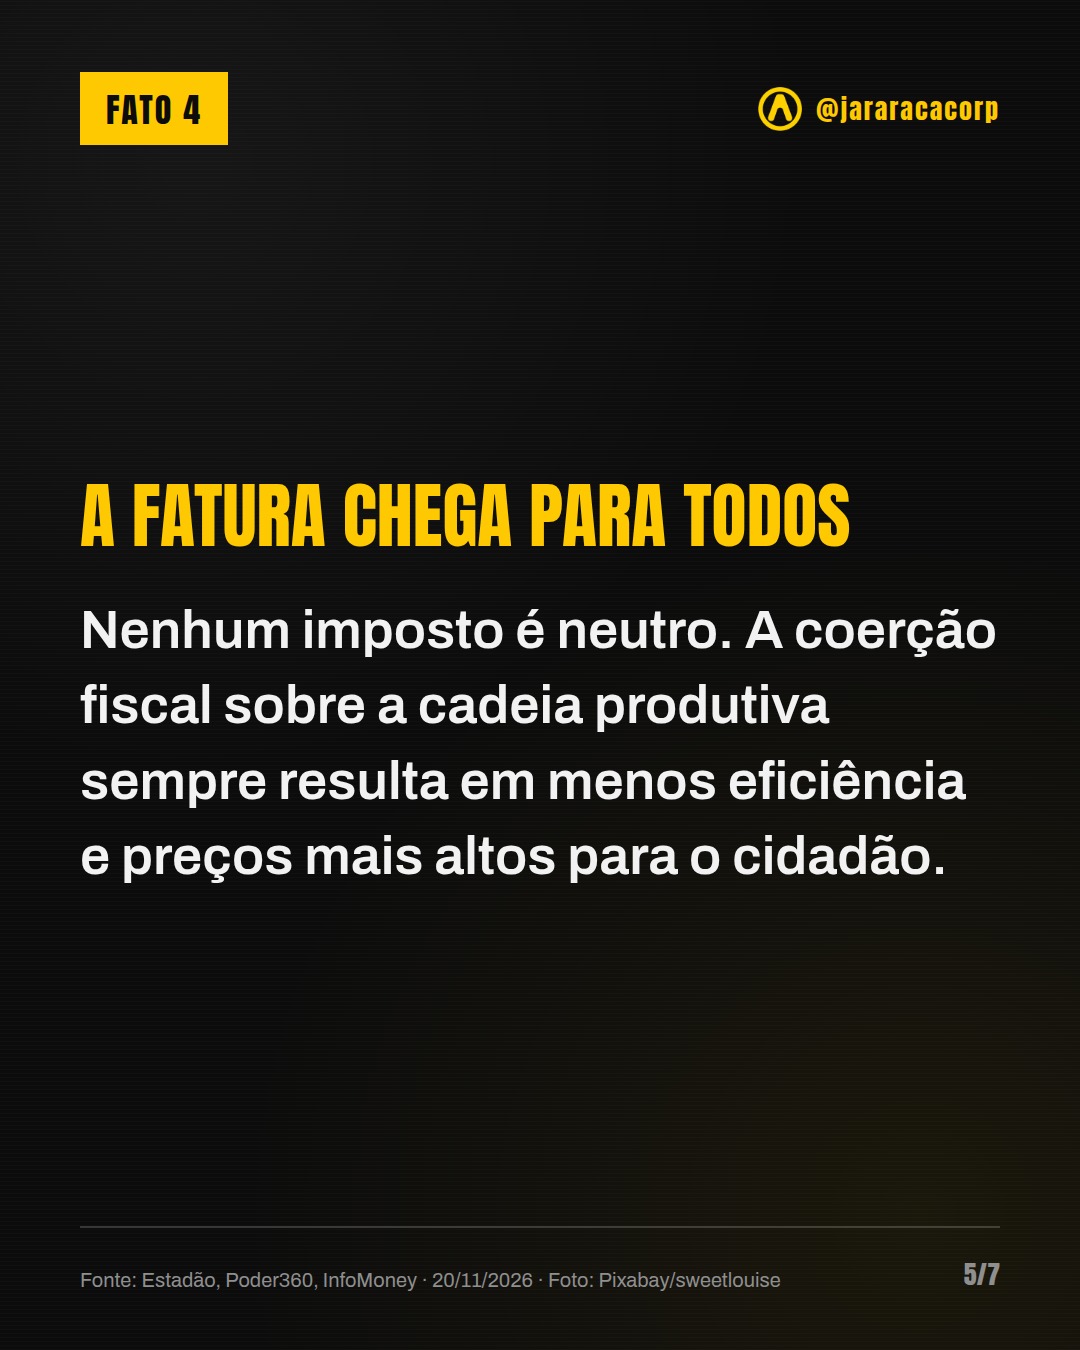 FATO 4
@jararacacorp
A FATURA CHEGA PARA TODOS
Nenhum imposto é neutro. A coerção
fiscal sobre a cadeia produtiva
sempre resulta em menos eficiência
e preços mais altos para o cidadão.
Fonte: Estadão, Poder360, InfoMoney · 20/11/2026 · Foto: Pixabay/sweetlouise
5/7